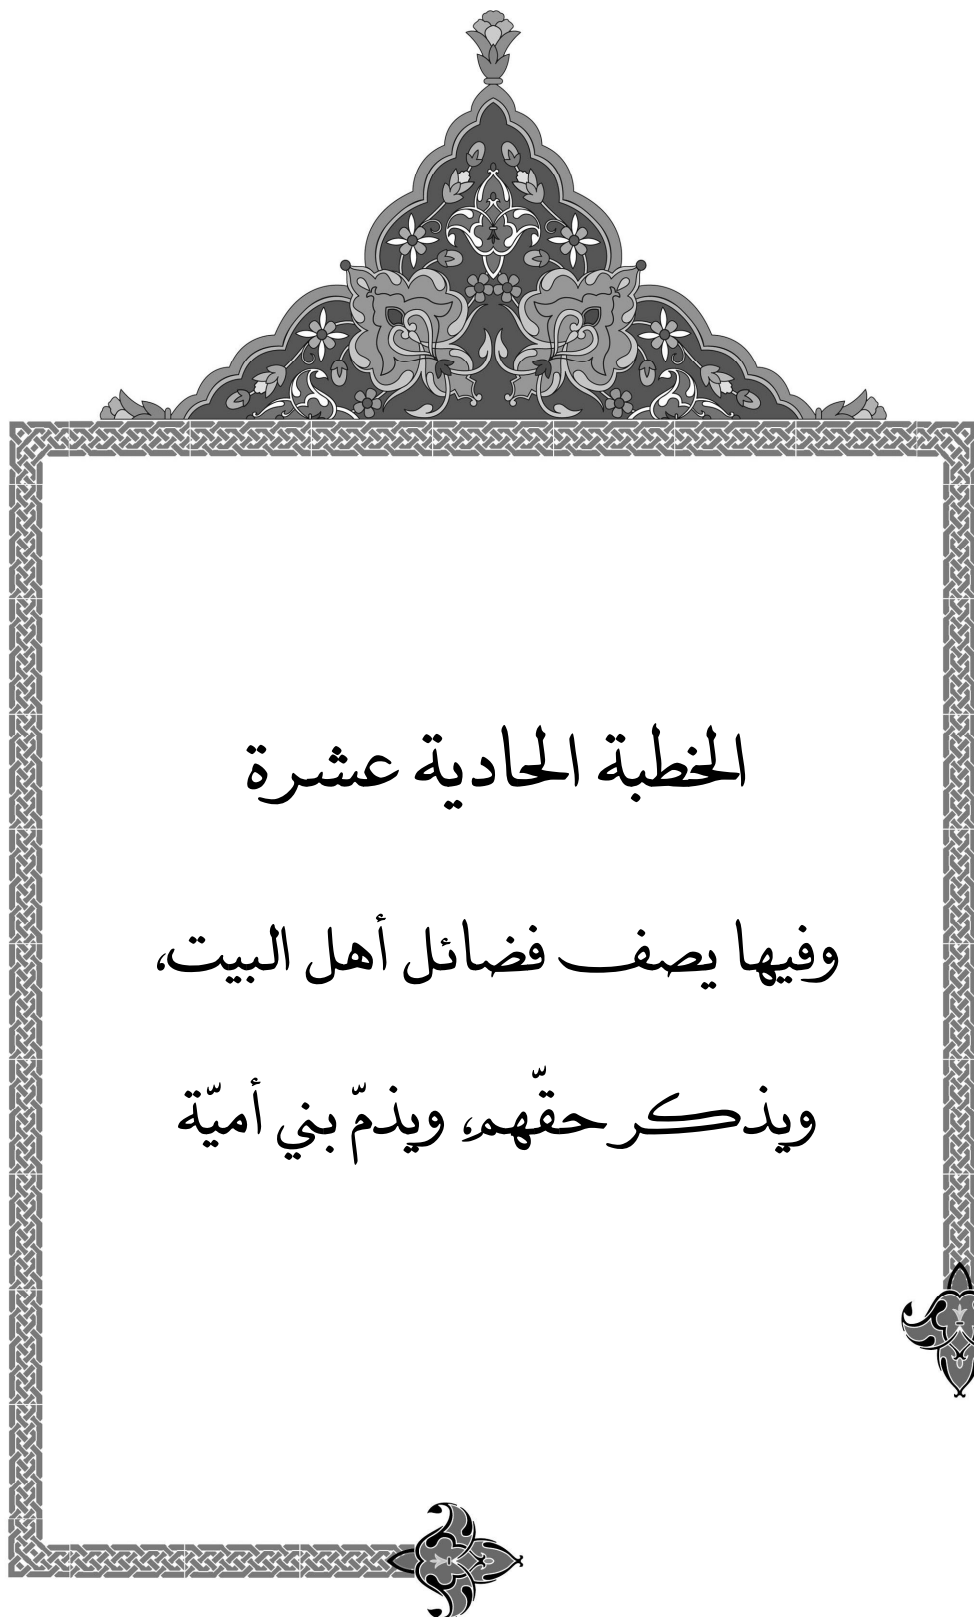 الخطبة الحادية عشرة
وفيها يصف فضائل أهل البيت،
ويذكر حقّهم، ويذمّ بني أميّة